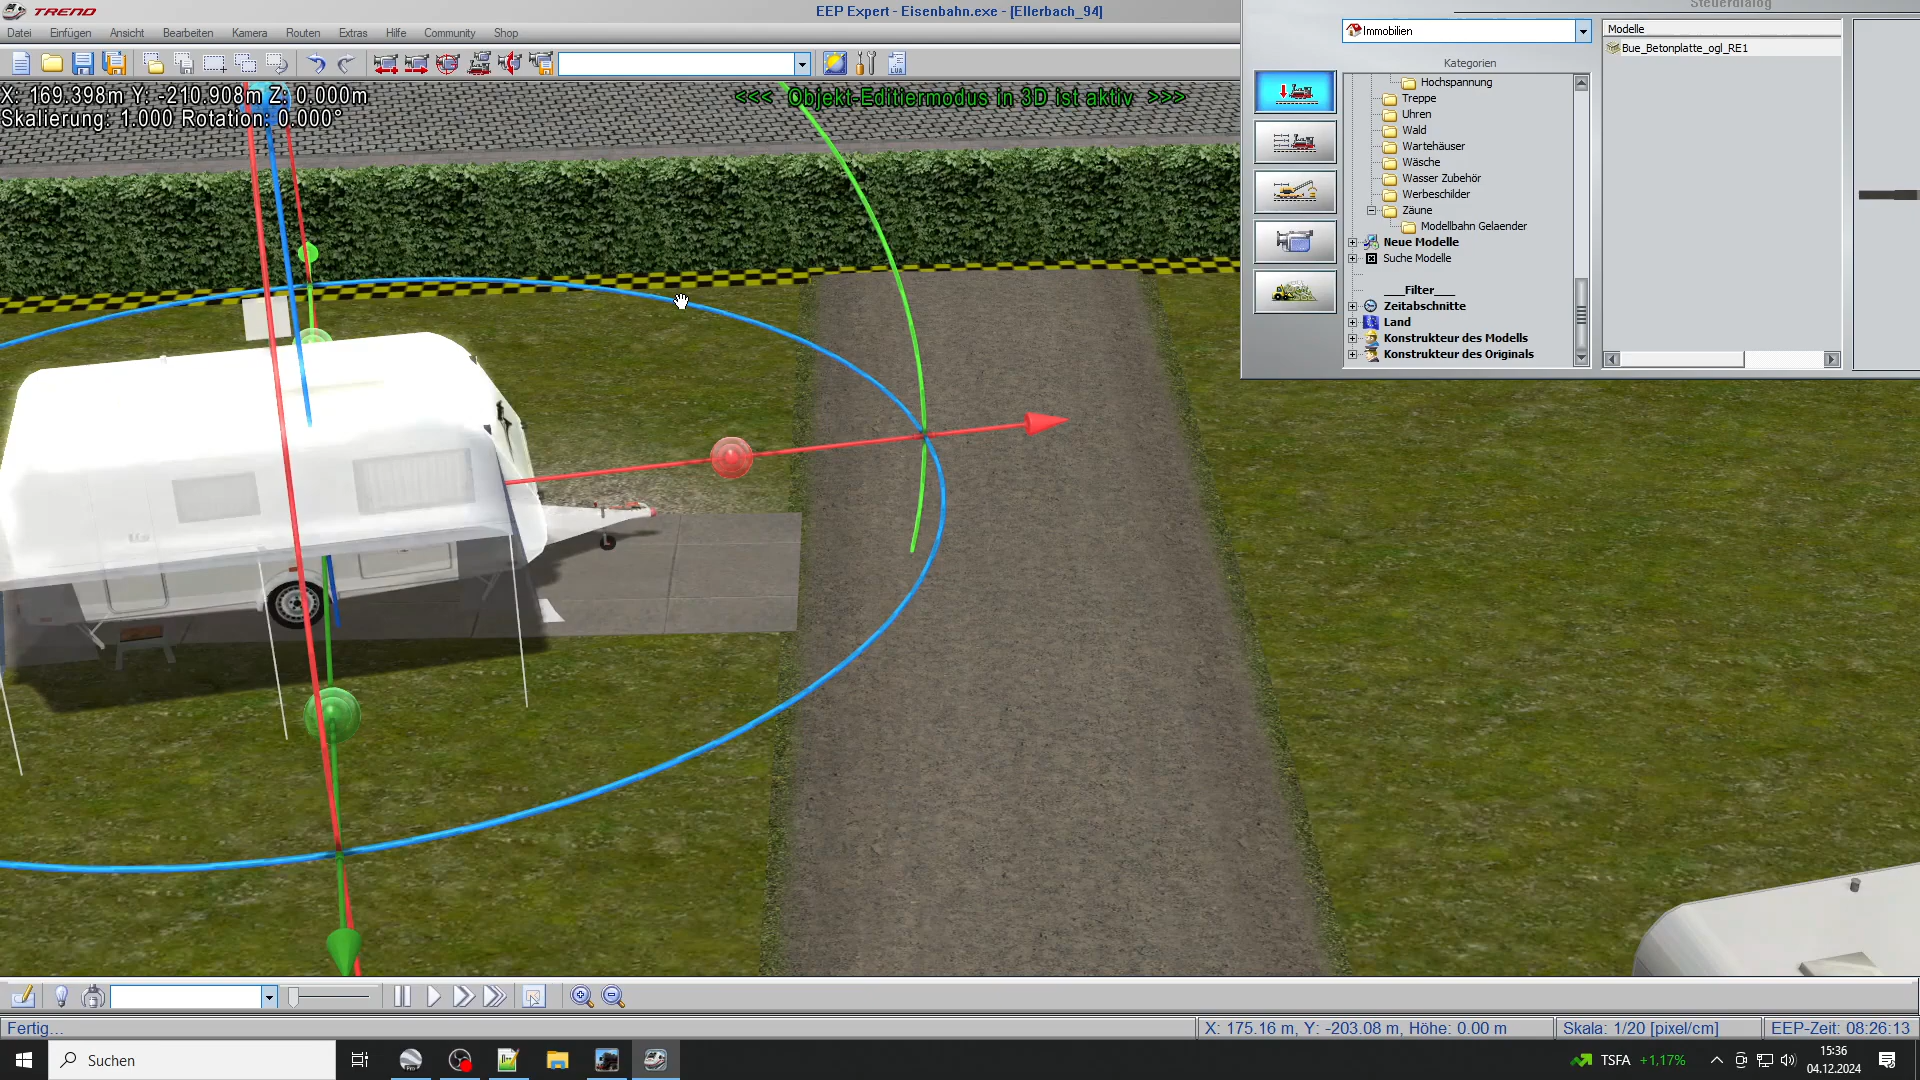 TREND
EEP Expert - Eisenbahn.exe - [Ellerbach_94]
Datei Einfügen Ansicht Bearbeiten Kamera Routen Extras Hilfe Community Shop
X: 169.398m Y: -210.908m Z: 0.000m
Skalierung: 1.000 Rotation: 0.000°
<<< Objekt-Editiermodus in 3D ist aktiv >>>
Steuerdialog
Immobilien
Kategorien
Hochspannung
Treppe
Uhren
Wald
Wartehäuser
Wäsche
Wasser Zubehör
Werbeschilder
Zäune
Modellbahn Gelaender
Neue Modelle
Suche Modelle
___Filter___
Zeitabschnitte
Land
Konstrukteur des Modells
Konstrukteur des Originals
Modelle
Bue_Betonplatte_ogl_RE1
LUA
Fertig...
X: 175.16 m, Y: -203.08 m, Höhe: 0.00 m
Skala: 1/20 [pixel/cm]
EEP-Zeit: 08:26:13
Suchen
Pro
TSFA +1,17%
15:36
04.12.2024